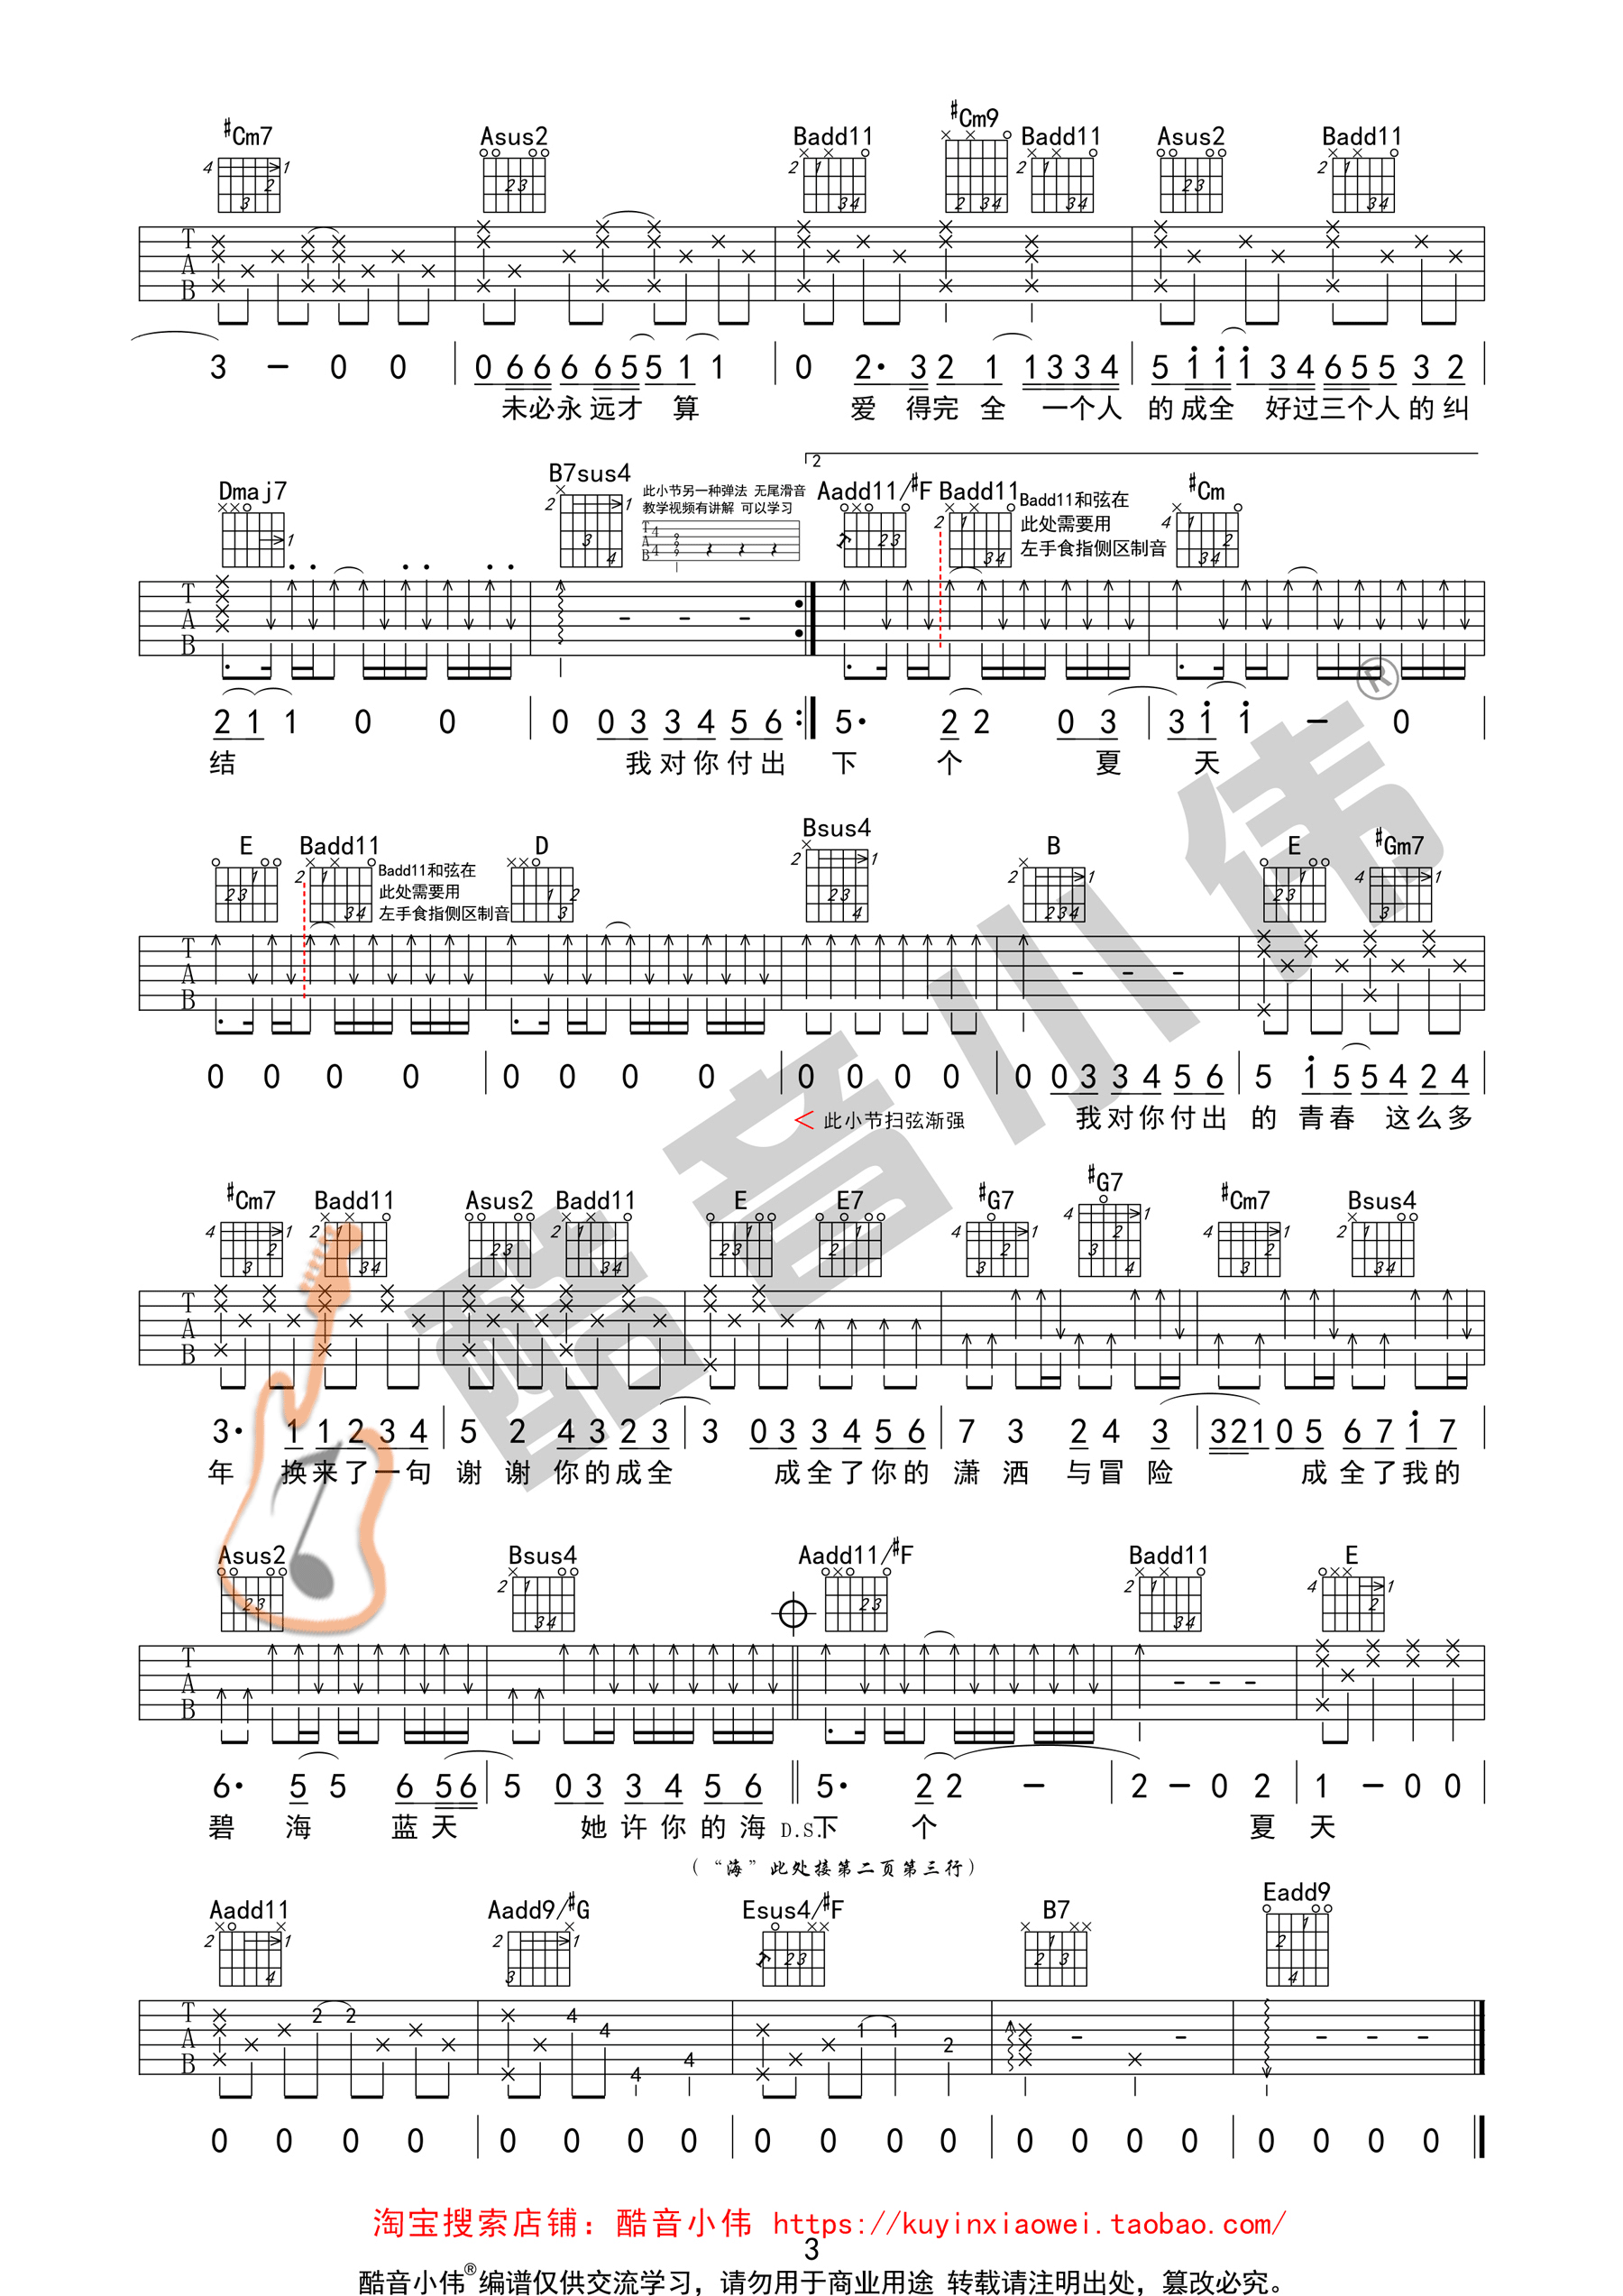 ♯Cm7 Asus2 Badd11 ♯Cm9 Badd11 Asus2 Badd11
3 – 0 0 | 0 6 6 6 6 5 5 1 1 | 0 2· 3 2 1 1 3 3 4 | 5 1 1 1 3 4 6 5 5 3 2 |
未必永远才 算 爱 得完 全 一个人 的成全 好过三个人的纠
2
Dmaj7 B7sus4 此小节另一种弹法 无尾滑音 Aadd11/♯F Badd11 Badd11和弦在 ♯Cm
教学视频有讲解 可以学习 此处需要用
左手食指侧区制音
2 1 1 0 0 | 0 0 3 3 4 5 6 :| 5· 2 2 0 3 | 3 1 1 – 0 |
结 我对你付出 下 个 夏 天
E Badd11 Badd11和弦在 D Bsus4 B E ♯Gm7
此处需要用
左手食指侧区制音
0 0 0 0 | 0 0 0 0 | 0 0 0 0 | 0 0 3 3 4 5 6 | 5 1 5 5 4 2 4 |
< 此小节扫弦渐强 我对你付出 的 青春 这么多
♯Cm7 Badd11 Asus2 Badd11 E E7 ♯G7 ♯G7 ♯Cm7 Bsus4
3· 1 1 2 3 4 | 5 2 4 3 2 3 | 3 0 3 3 4 5 6 | 7 3 2 4 3 | 3 2 1 0 5 6 7 1 7 |
年 换来了一句 谢 谢 你的成全 成全了你的 潇 洒 与冒 险 成全了我的
Asus2 Bsus4 Aadd11/♯F Badd11 E
6· 5 5 6 5 6 | 5 0 3 3 4 5 6 || 5· 2 2 – | 2 – 0 2 | 1 – 0 0 |
碧 海 蓝天 她许你的海 D.S. 下 个 夏 天
(“海”此处接第二页第三行)
Aadd11 Aadd9/♯G Esus4/♯F B7 Eadd9
0 0 0 0 | 0 0 0 0 | 0 0 0 0 | 0 0 0 0 | 0 0 0 0
酷音小伟®
淘宝搜索店铺：酷音小伟 https://kuyinxiaowei.taobao.com/
3
酷音小伟®编谱仅供交流学习，请勿用于商业用途 转载请注明出处，篡改必究。